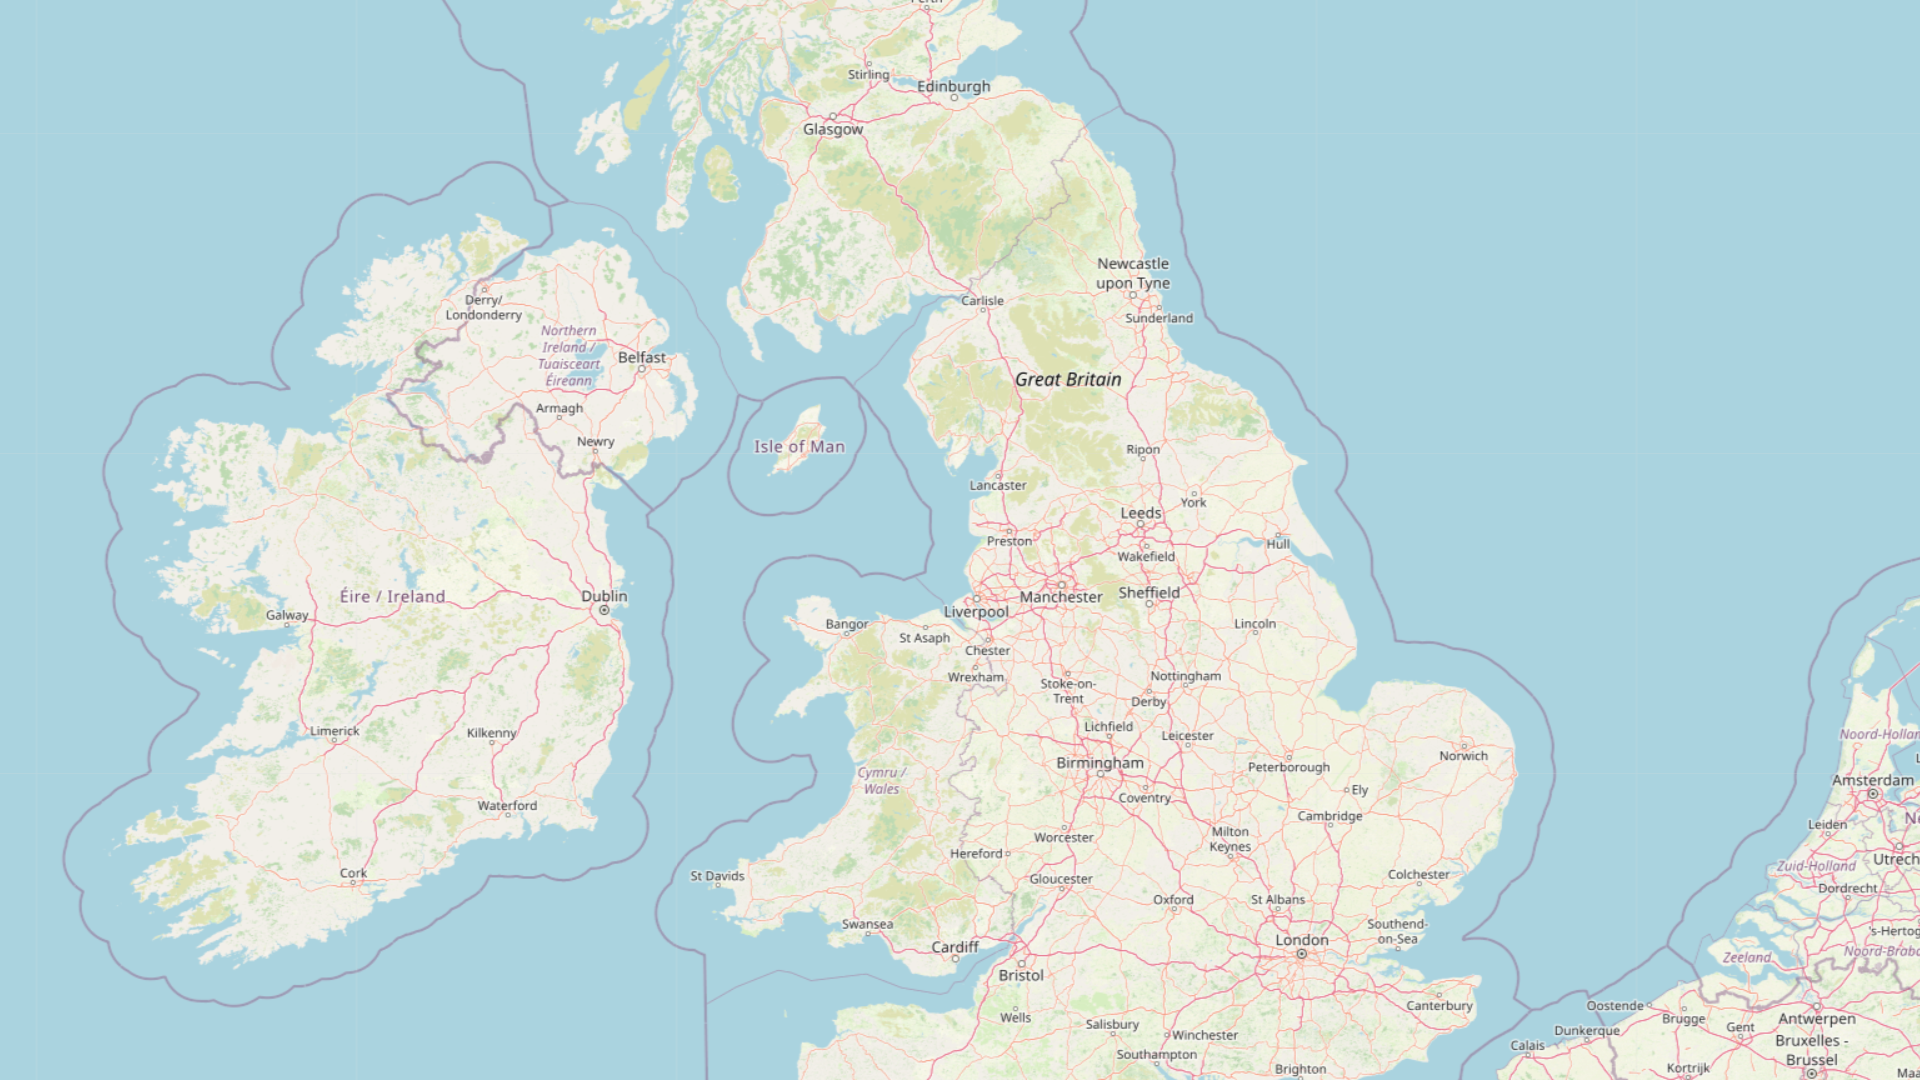 Perth
Stirling
Edinburgh
Glasgow
Newcastle
upon Tyne
Carlisle
Derry/
Londonderry
Sunderland
Northern
Ireland /
Tuaisceart
Éireann
Belfast
Great Britain
Armagh
Newry
Isle of Man
Ripon
Lancaster
York
Leeds
Preston
Hull
Wakefield
Éire / Ireland
Dublin
Manchester
Sheffield
Galway
Liverpool
Bangor
St Asaph
Lincoln
Chester
Wrexham
Stoke-on-
Trent
Nottingham
Derby
Limerick
Kilkenny
Lichfield
Leicester
Noord-Hollan
Norwich
Birmingham
Peterborough
Cymru /
Wales
Amsterdam
Coventry
Ely
Waterford
Cambridge
Leiden
Worcester
Milton
Keynes
Hereford
Utrech
Zuid-Holland
Cork
St Davids
Gloucester
Colchester
Dordrecht
Oxford
St Albans
Swansea
Southend-
on-Sea
's-Hertog
London
Cardiff
Noord-Braba
Zeeland
Bristol
Canterbury
Oostende
Wells
Brugge
Antwerpen
Salisbury
Winchester
Dunkerque
Gent
Calais
Bruxelles -
Brussel
Southampton
Brighton
Kortrijk
Maa